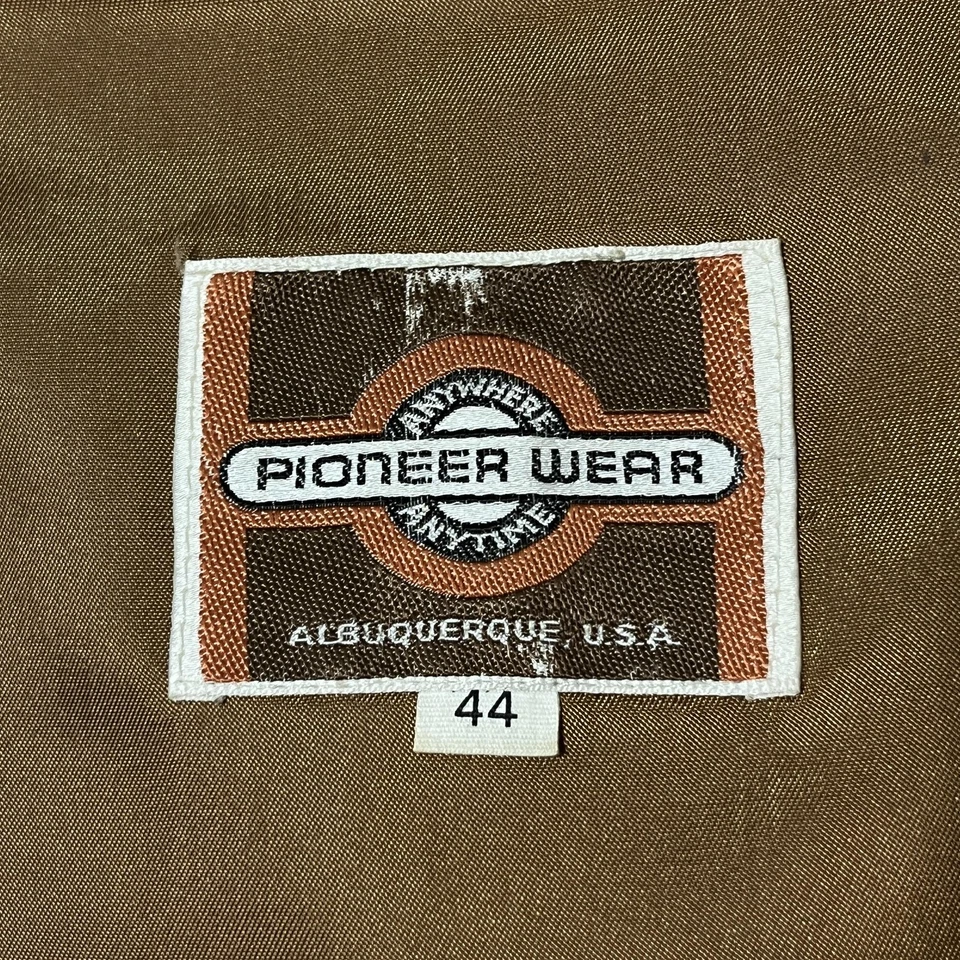 ANYWHERE
PIONEER WEAR
ANYTIME
ALBUQUERQUE, U.S.A.
44